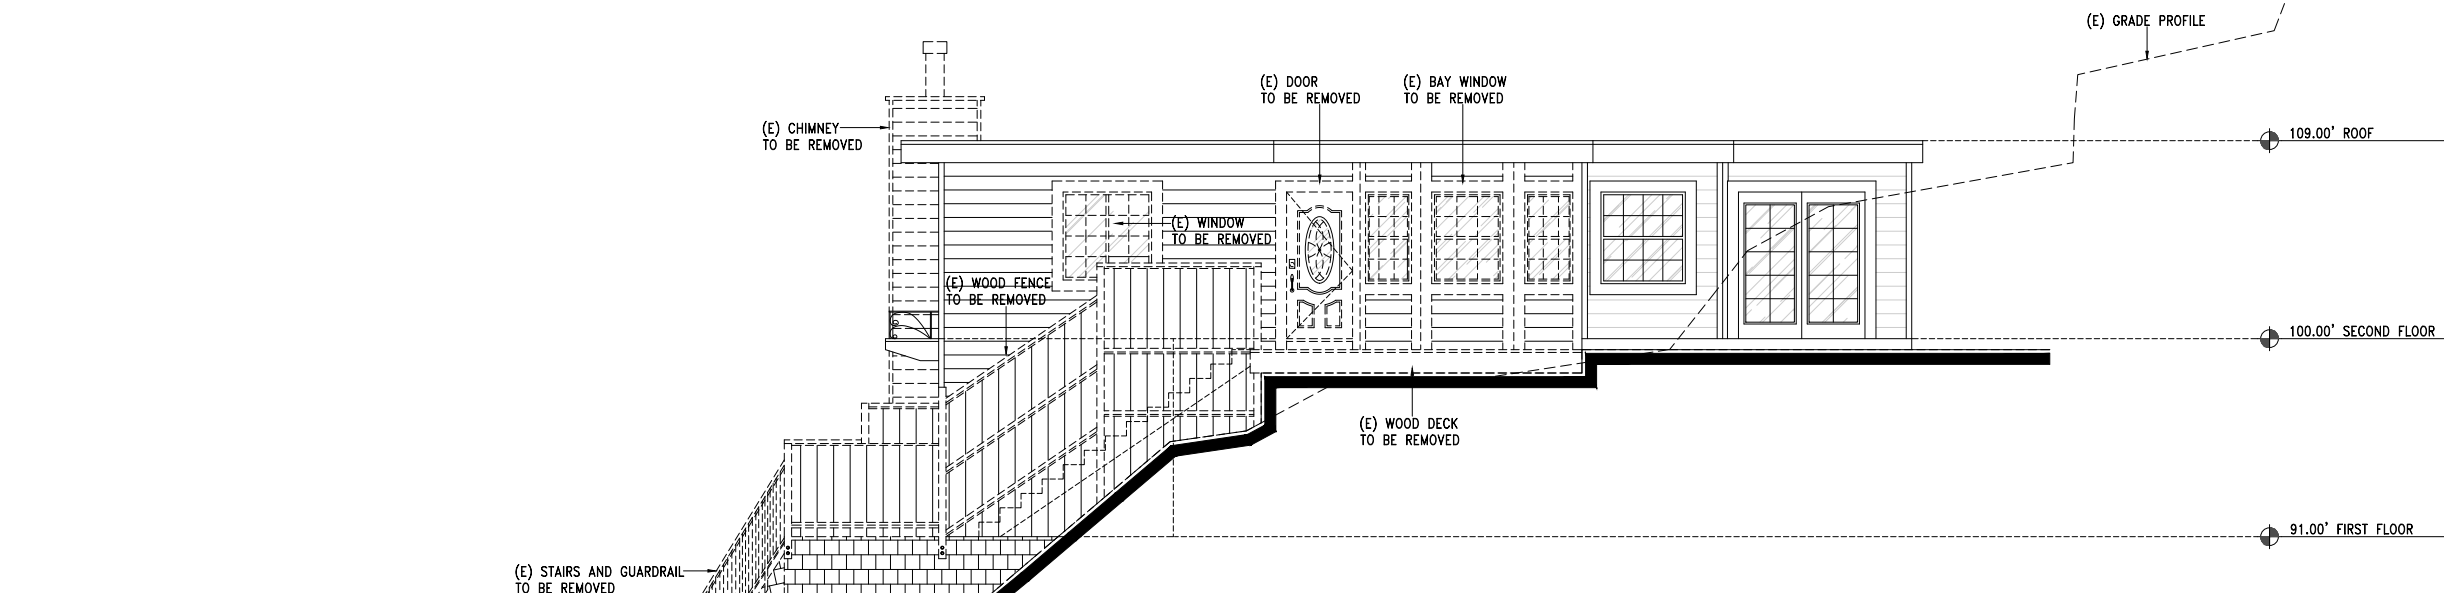 (E) GRADE PROFILE
(E) DOOR
TO BE REMOVED
(E) BAY WINDOW
TO BE REMOVED
(E) CHIMNEY
TO BE REMOVED
109.00' ROOF
(E) WINDOW
TO BE REMOVED
(E) WOOD FENCE
TO BE REMOVED
100.00' SECOND FLOOR
(E) WOOD DECK
TO BE REMOVED
91.00' FIRST FLOOR
(E) STAIRS AND GUARDRAIL
TO BE REMOVED